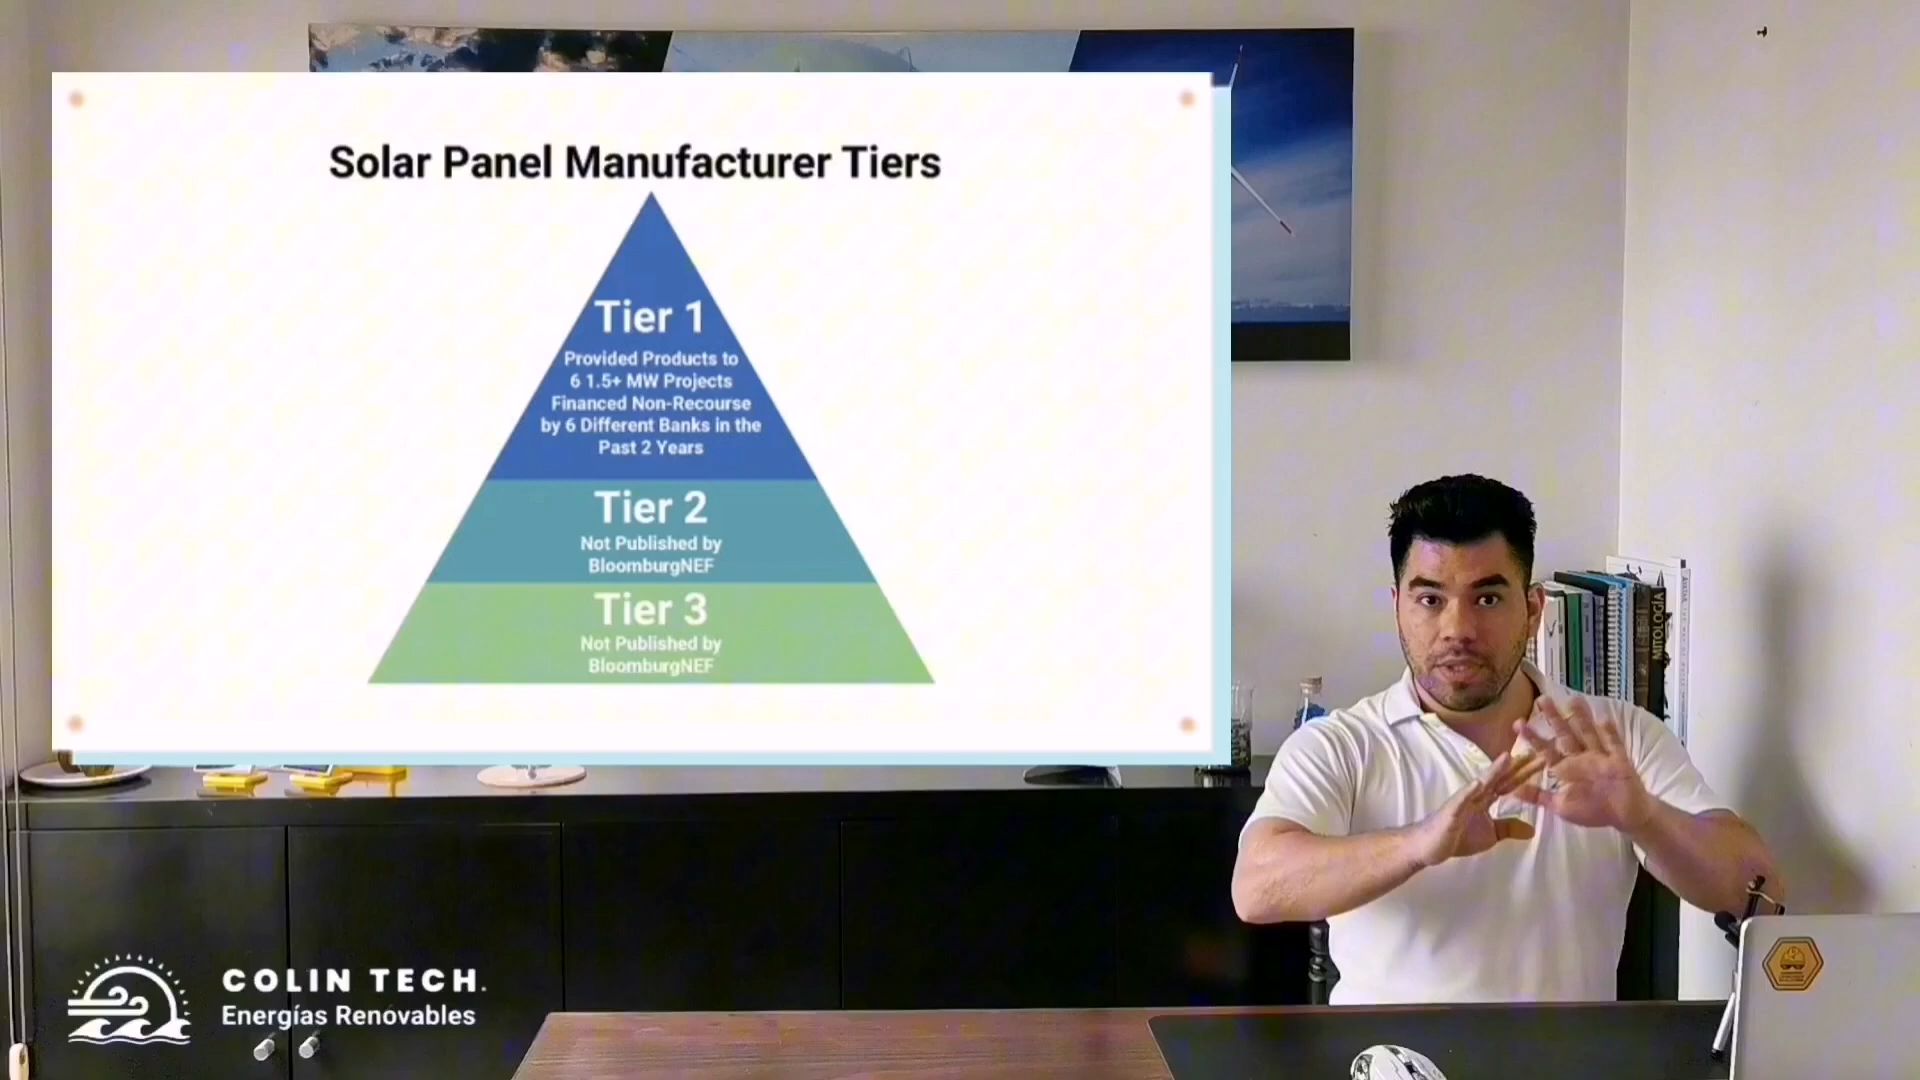 Solar Panel Manufacturer Tiers
Tier 1
Provided Products to
6 1.5+ MW Projects
Financed Non-Recourse
by 6 Different Banks in the
Past 2 Years
Tier 2
Not Published by
BloomburgNEF
Tier 3
Not Published by
BloomburgNEF
MITOLOGÍA
COLIN TECH.
Energías Renovables